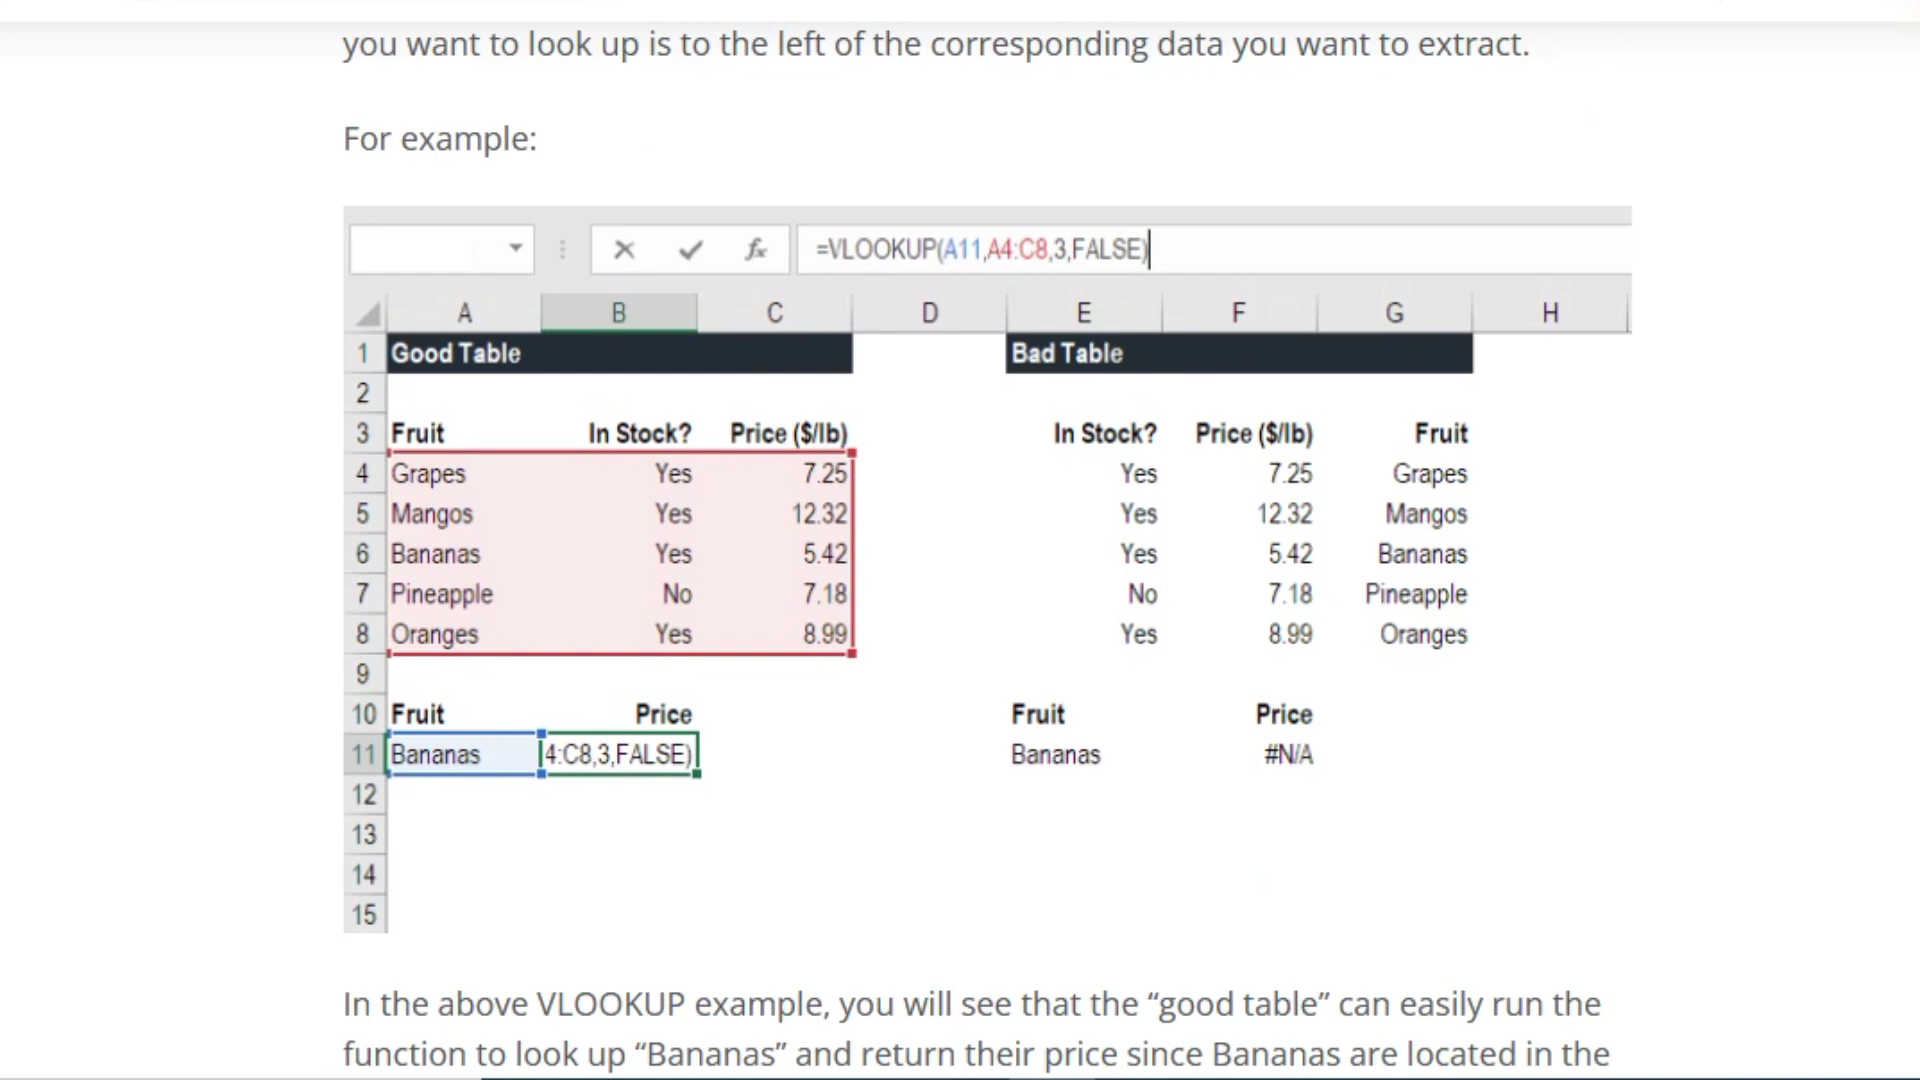 you want to look up is to the left of the corresponding data you want to extract.
For example:
=VLOOKUP(A11,A4:C8,3,FALSE)
A B C D E F G H
1 Good Table Bad Table
2
3 Fruit In Stock? Price ($/lb) In Stock? Price ($/lb) Fruit
4 Grapes Yes 7.25 Yes 7.25 Grapes
5 Mangos Yes 12.32 Yes 12.32 Mangos
6 Bananas Yes 5.42 Yes 5.42 Bananas
7 Pineapple No 7.18 No 7.18 Pineapple
8 Oranges Yes 8.99 Yes 8.99 Oranges
9
10 Fruit Price Fruit Price
11 Bananas 4:C8,3,FALSE) Bananas #N/A
12
13
14
15
In the above VLOOKUP example, you will see that the “good table” can easily run the
function to look up “Bananas” and return their price since Bananas are located in the